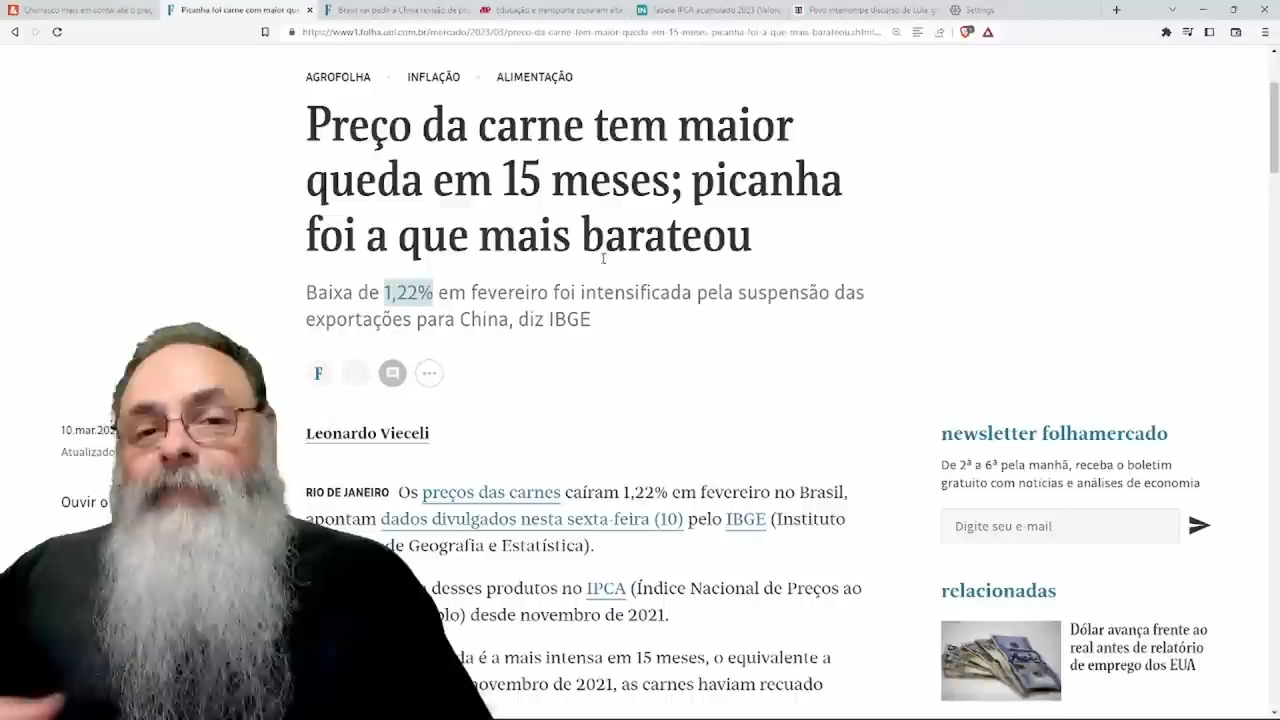 Churrasco mais em conta: até o preç
Picanha foi carne com maior qu
Brasil vai pedir à China revisão de pro
Educação e transporte puxaram alta
Tabela IPCA acumulado 2023 (Valore
Povo interrompe discurso de Lula, gr
Settings
https://www1.folha.uol.com.br/mercado/2023/03/preco-da-carne-tem-maior-queda-em-15-meses-picanha-foi-a-que-mais-barateou.shtml...
AGROFOLHA
INFLAÇÃO
ALIMENTAÇÃO
Preço da carne tem maior
queda em 15 meses; picanha
foi a que mais barateou
Baixa de 1,22% em fevereiro foi intensificada pela suspensão das
exportações para China, diz IBGE
F
10.mar.202
Atualizado
Ouvir o
Leonardo Vieceli
RIO DE JANEIRO Os preços das carnes caíram 1,22% em fevereiro no Brasil,
apontam dados divulgados nesta sexta-feira (10) pelo IBGE (Instituto
de Geografia e Estatística).
desses produtos no IPCA (Índice Nacional de Preços ao
plo) desde novembro de 2021.
da é a mais intensa em 15 meses, o equivalente a
novembro de 2021, as carnes haviam recuado
newsletter folhamercado
De 2ª a 6ª pela manhã, receba o boletim
gratuito com notícias e análises de economia
Digite seu e-mail
relacionadas
Dólar avança frente ao
real antes de relatório
de emprego dos EUA